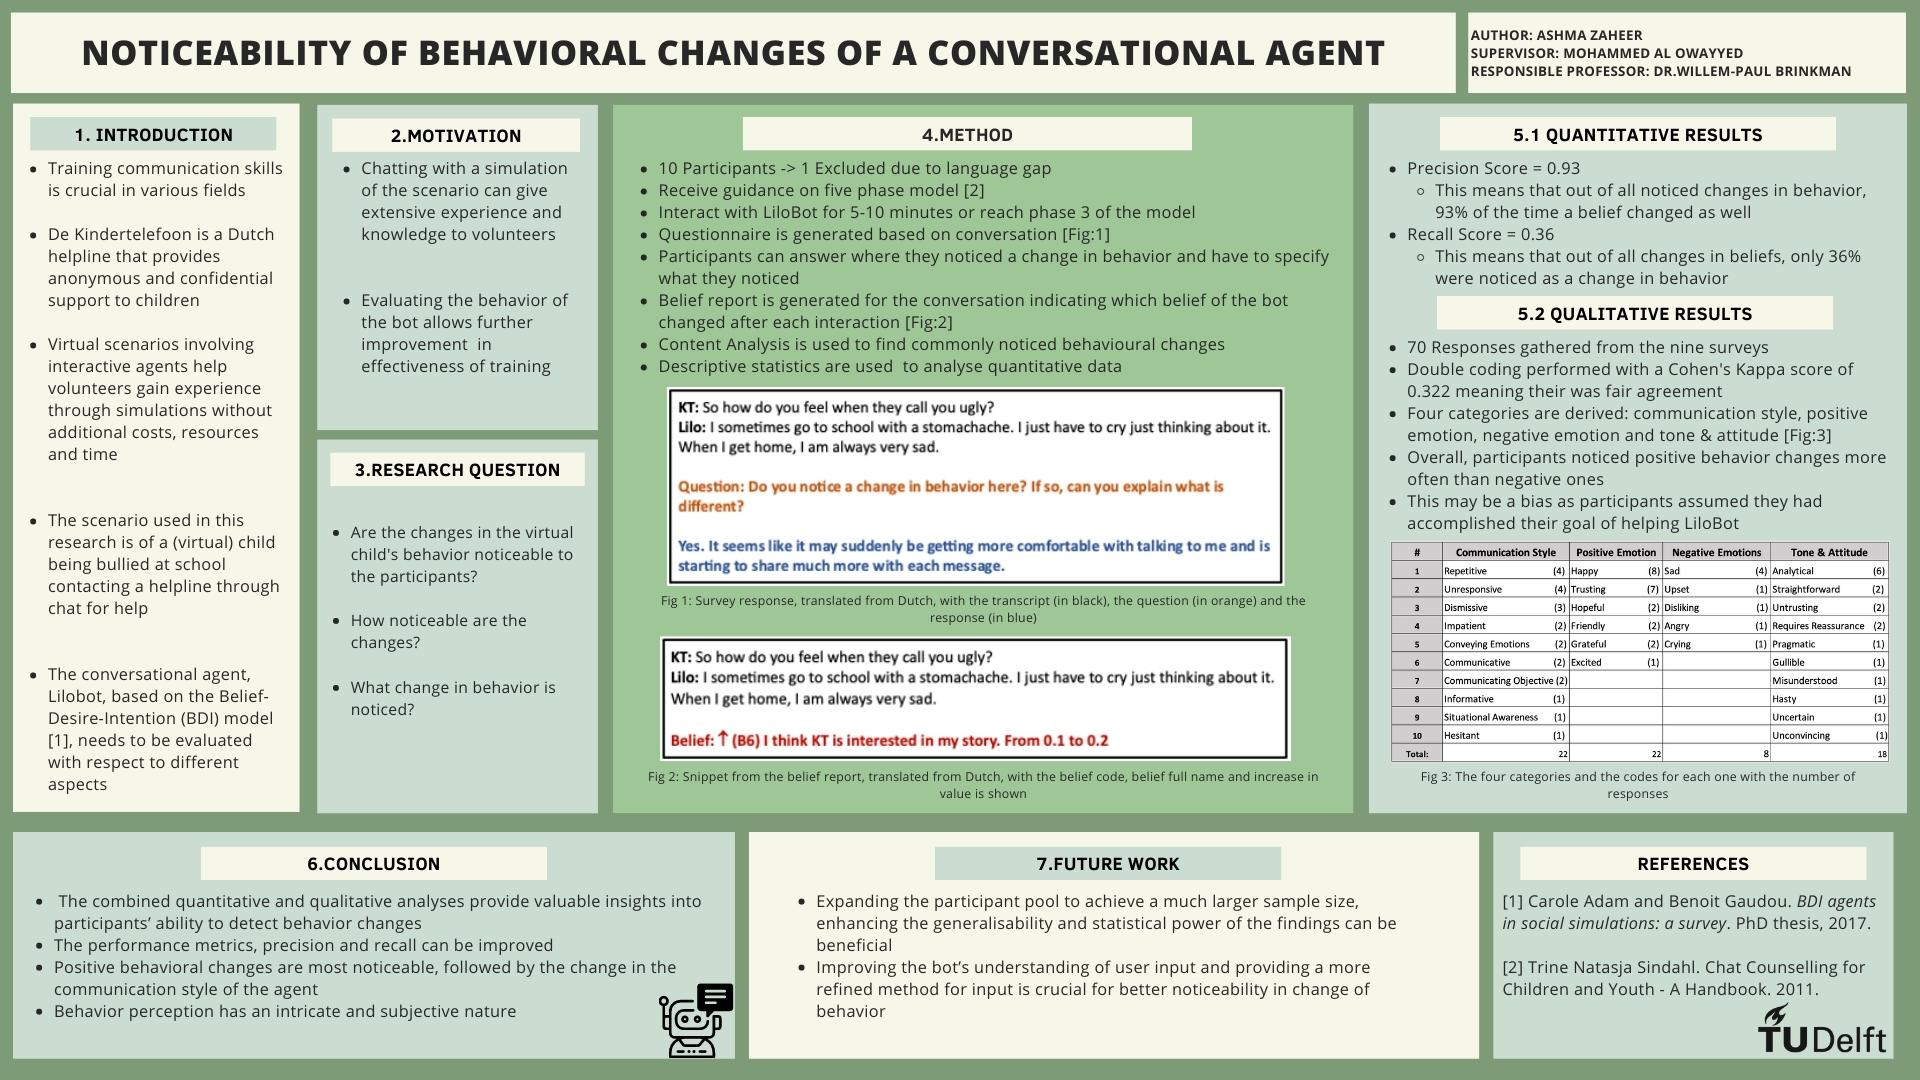 NOTICEABILITY OF BEHAVIORAL CHANGES OF A CONVERSATIONAL AGENT
AUTHOR: ASHMA ZAHEER
SUPERVISOR: MOHAMMED AL OWAYYED
RESPONSIBLE PROFESSOR: DR.WILLEM-PAUL BRINKMAN
1. INTRODUCTION
• Training communication skills
is crucial in various fields
• De Kindertelefoon is a Dutch
helpline that provides
anonymous and confidential
support to children
• Virtual scenarios involving
interactive agents help
volunteers gain experience
through simulations without
additional costs, resources
and time
• The scenario used in this
research is of a (virtual) child
being bullied at school
contacting a helpline through
chat for help
• The conversational agent,
Lilobot, based on the Belief-
Desire-Intention (BDI) model
[1], needs to be evaluated
with respect to different
aspects
2.MOTIVATION
• Chatting with a simulation
of the scenario can give
extensive experience and
knowledge to volunteers
• Evaluating the behavior of
the bot allows further
improvement in
effectiveness of training
3.RESEARCH QUESTION
• Are the changes in the virtual
child's behavior noticeable to
the participants?
• How noticeable are the
changes?
• What change in behavior is
noticed?
4.METHOD
• 10 Participants -> 1 Excluded due to language gap
• Receive guidance on five phase model [2]
• Interact with LiloBot for 5-10 minutes or reach phase 3 of the model
• Questionnaire is generated based on conversation [Fig:1]
• Participants can answer where they noticed a change in behavior and have to specify
what they noticed
• Belief report is generated for the conversation indicating which belief of the bot
changed after each interaction [Fig:2]
• Content Analysis is used to find commonly noticed behavioural changes
• Descriptive statistics are used to analyse quantitative data
KT: So how do you feel when they call you ugly?
Lilo: I sometimes go to school with a stomachache. I just have to cry just thinking about it.
When I get home, I am always very sad.
Question: Do you notice a change in behavior here? If so, can you explain what is
different?
Yes. It seems like it may suddenly be getting more comfortable with talking to me and is
starting to share much more with each message.
Fig 1: Survey response, translated from Dutch, with the transcript (in black), the question (in orange) and the
response (in blue)
KT: So how do you feel when they call you ugly?
Lilo: I sometimes go to school with a stomachache. I just have to cry just thinking about it.
When I get home, I am always very sad.
Belief: ↑ (B6) I think KT is interested in my story. From 0.1 to 0.2
Fig 2: Snippet from the belief report, translated from Dutch, with the belief code, belief full name and increase in
value is shown
5.1 QUANTITATIVE RESULTS
• Precision Score = 0.93
○ This means that out of all noticed changes in behavior,
93% of the time a belief changed as well
• Recall Score = 0.36
○ This means that out of all changes in beliefs, only 36%
were noticed as a change in behavior
5.2 QUALITATIVE RESULTS
• 70 Responses gathered from the nine surveys
• Double coding performed with a Cohen's Kappa score of
0.322 meaning their was fair agreement
• Four categories are derived: communication style, positive
emotion, negative emotion and tone & attitude [Fig:3]
• Overall, participants noticed positive behavior changes more
often than negative ones
• This may be a bias as participants assumed they had
accomplished their goal of helping LiloBot
# Communication Style Positive Emotion Negative Emotions Tone & Attitude
1 Repetitive (4) Happy (8) Sad (4) Analytical (6)
2 Unresponsive (4) Trusting (7) Upset (1) Straightforward (2)
3 Dismissive (3) Hopeful (2) Disliking (1) Untrusting (2)
4 Impatient (2) Friendly (2) Angry (1) Requires Reassurance (2)
5 Conveying Emotions (2) Grateful (2) Crying (1) Pragmatic (1)
6 Communicative (2) Excited (1) Gullible (1)
7 Communicating Objective (2) Misunderstood (1)
8 Informative (1) Hasty (1)
9 Situational Awareness (1) Uncertain (1)
10 Hesitant (1) Unconvincing (1)
Total: 22 22 8 18
Fig 3: The four categories and the codes for each one with the number of
responses
6.CONCLUSION
• The combined quantitative and qualitative analyses provide valuable insights into
participants’ ability to detect behavior changes
• The performance metrics, precision and recall can be improved
• Positive behavioral changes are most noticeable, followed by the change in the
communication style of the agent
• Behavior perception has an intricate and subjective nature
7.FUTURE WORK
• Expanding the participant pool to achieve a much larger sample size,
enhancing the generalisability and statistical power of the findings can be
beneficial
• Improving the bot’s understanding of user input and providing a more
refined method for input is crucial for better noticeability in change of
behavior
REFERENCES
[1] Carole Adam and Benoit Gaudou. BDI agents
in social simulations: a survey. PhD thesis, 2017.
[2] Trine Natasja Sindahl. Chat Counselling for
Children and Youth - A Handbook. 2011.
TUDelft